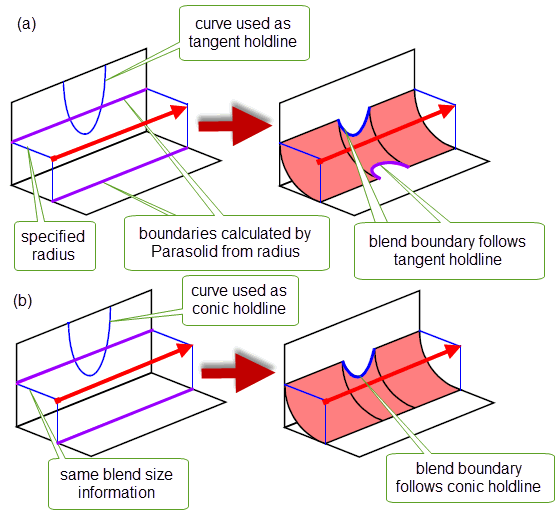 (a)
curve used as
tangent holdline
specified
radius
boundaries calculated by
Parasolid from radius
blend boundary follows
tangent holdline
(b)
curve used as
conic holdline
same blend size
information
blend boundary
follows conic holdline